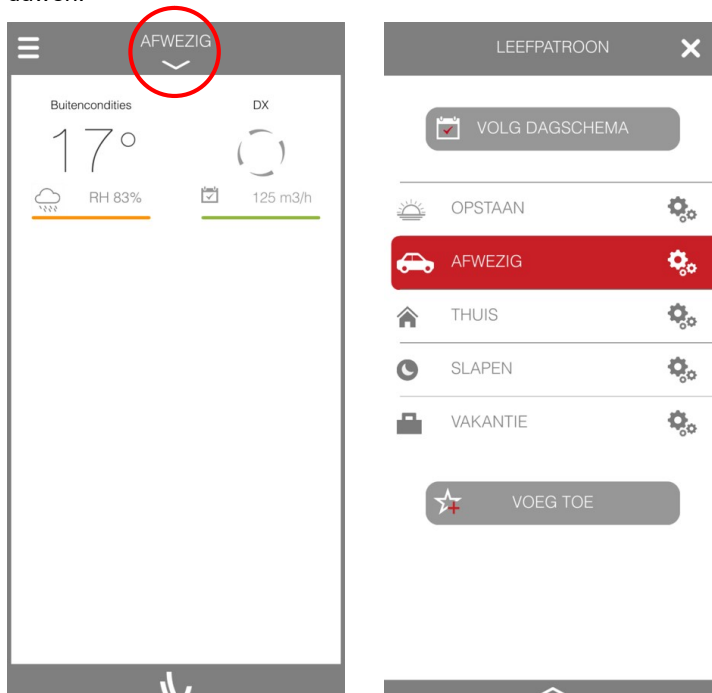 AFWEZIG
Buitencondities
DX
17°
RH 83%
125 m3/h
LEEFPATROON
VOLG DAGSCHEMA
OPSTAAN
AFWEZIG
THUIS
SLAPEN
VAKANTIE
VOEG TOE